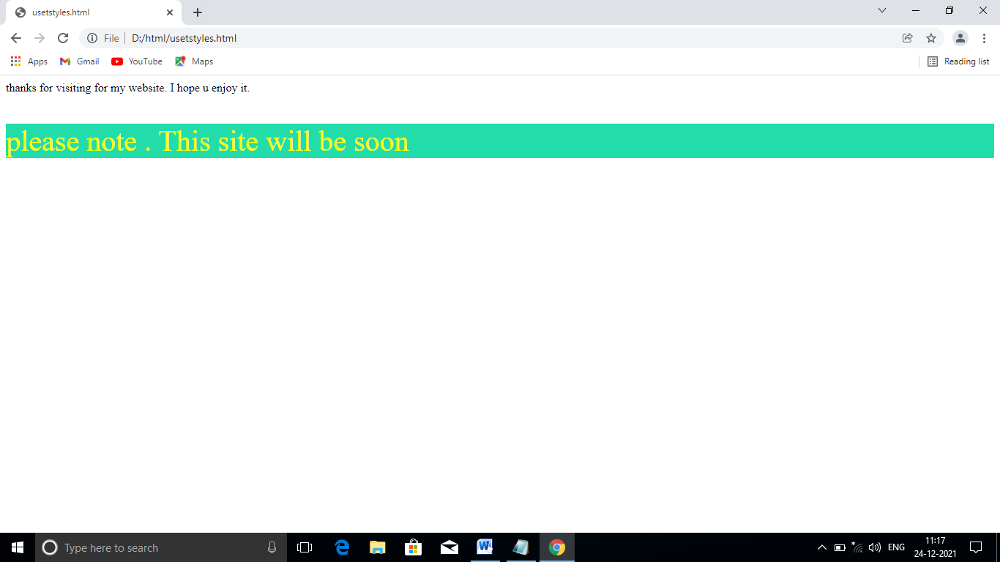 usetstyles.html
File D:/html/usetstyles.html
Apps Gmail YouTube Maps Reading list
thanks for visiting for my website. I hope u enjoy it.
please note . This site will be soon
Type here to search
ENG
11:17
24-12-2021